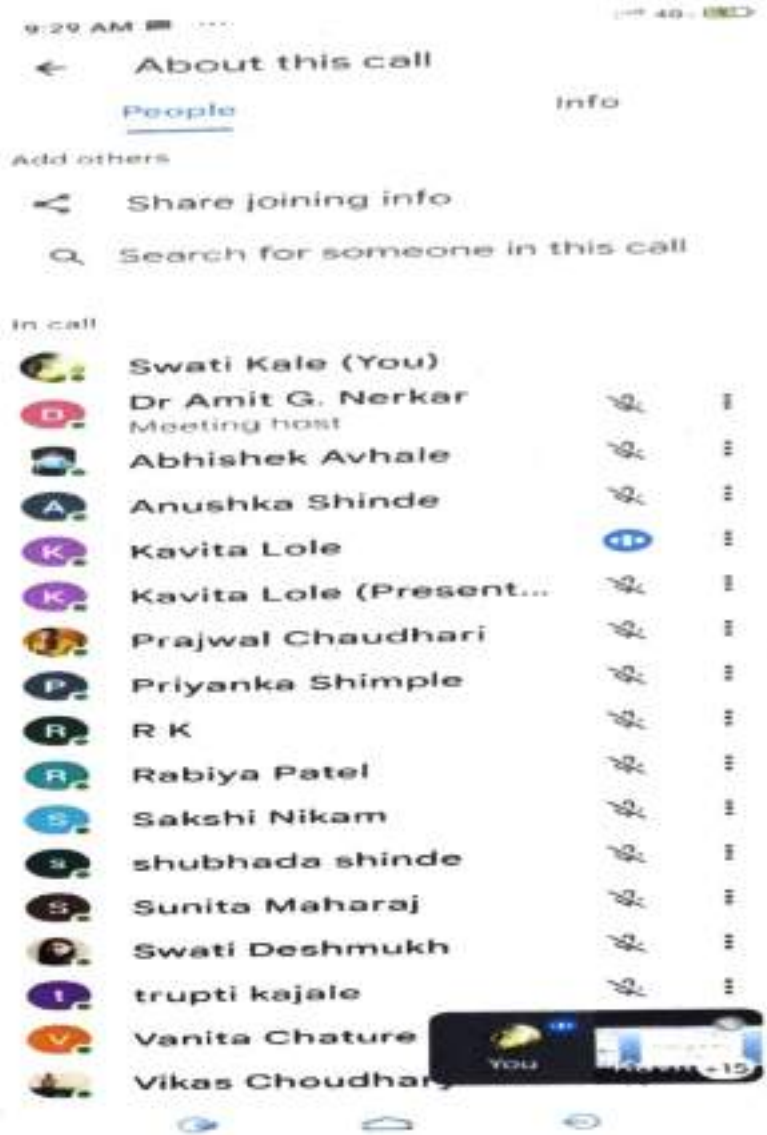 9:29 AM
4G
← About this call
People Info
Add others
Share joining info
Search for someone in this call
In call
Swati Kale (You)
D Dr Amit G. Nerkar
Meeting host
Abhishek Avhale
A Anushka Shinde
K Kavita Lole
K Kavita Lole (Present...
Prajwal Chaudhari
P Priyanka Shimple
R R K
R Rabiya Patel
S Sakshi Nikam
s shubhada shinde
S Sunita Maharaj
Swati Deshmukh
t trupti kajale
V Vanita Chature
You +15
Vikas Choudhary